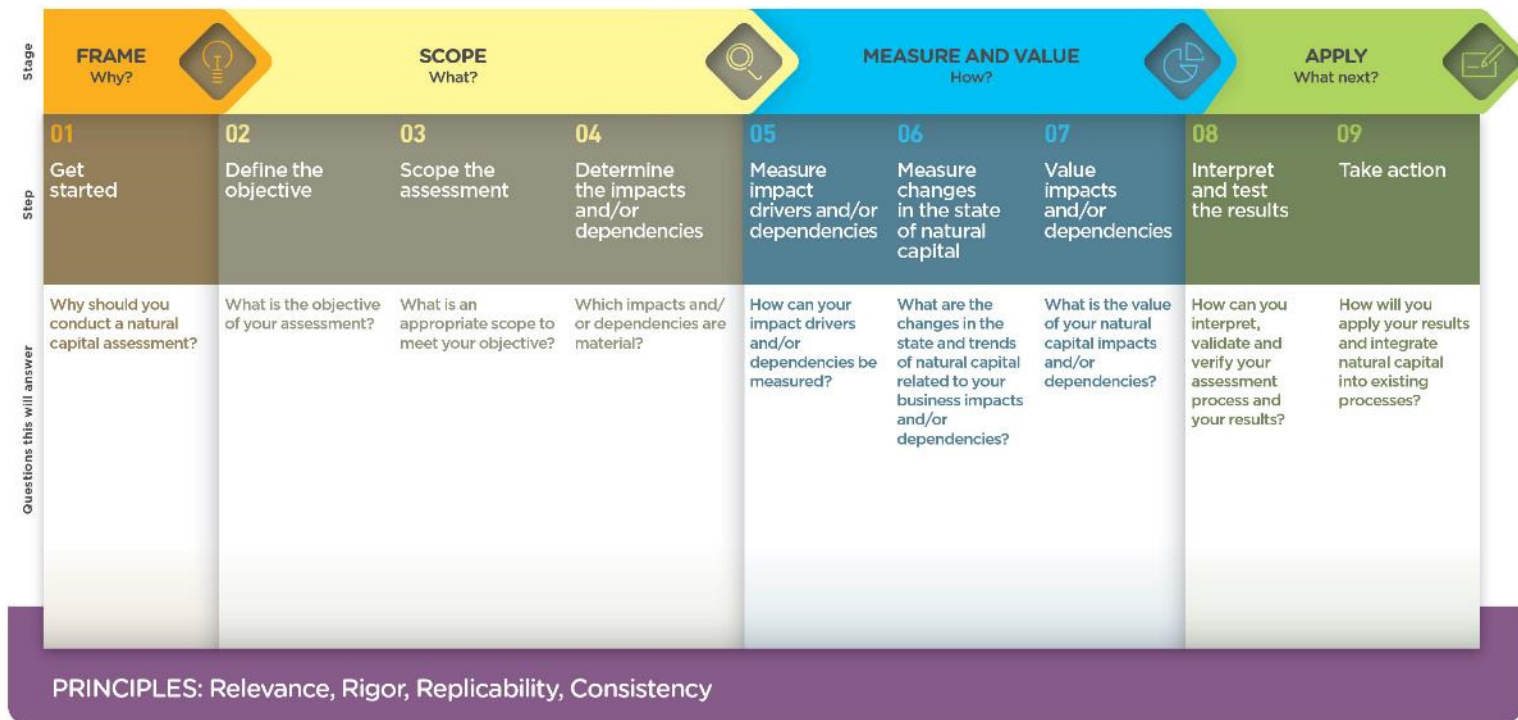 Stage
FRAME
Why?
SCOPE
What?
MEASURE AND VALUE
How?
APPLY
What next?
Step
01
Get
started
02
Define the
objective
03
Scope the
assessment
04
Determine
the impacts
and/or
dependencies
05
Measure
impact
drivers and/or
dependencies
06
Measure
changes
in the state
of natural
capital
07
Value
impacts
and/or
dependencies
08
Interpret
and test
the results
09
Take action
Questions this will answer
Why should you
conduct a natural
capital assessment?
What is the objective
of your assessment?
What is an
appropriate scope to
meet your objective?
Which impacts and/
or dependencies are
material?
How can your
impact drivers
and/or
dependencies be
measured?
What are the
changes in the
state and trends
of natural capital
related to your
business impacts
and/or
dependencies?
What is the value
of your natural
capital impacts
and/or
dependencies?
How can you
interpret,
validate and
verify your
assessment
process and
your results?
How will you
apply your results
and integrate
natural capital
into existing
processes?
PRINCIPLES: Relevance, Rigor, Replicability, Consistency